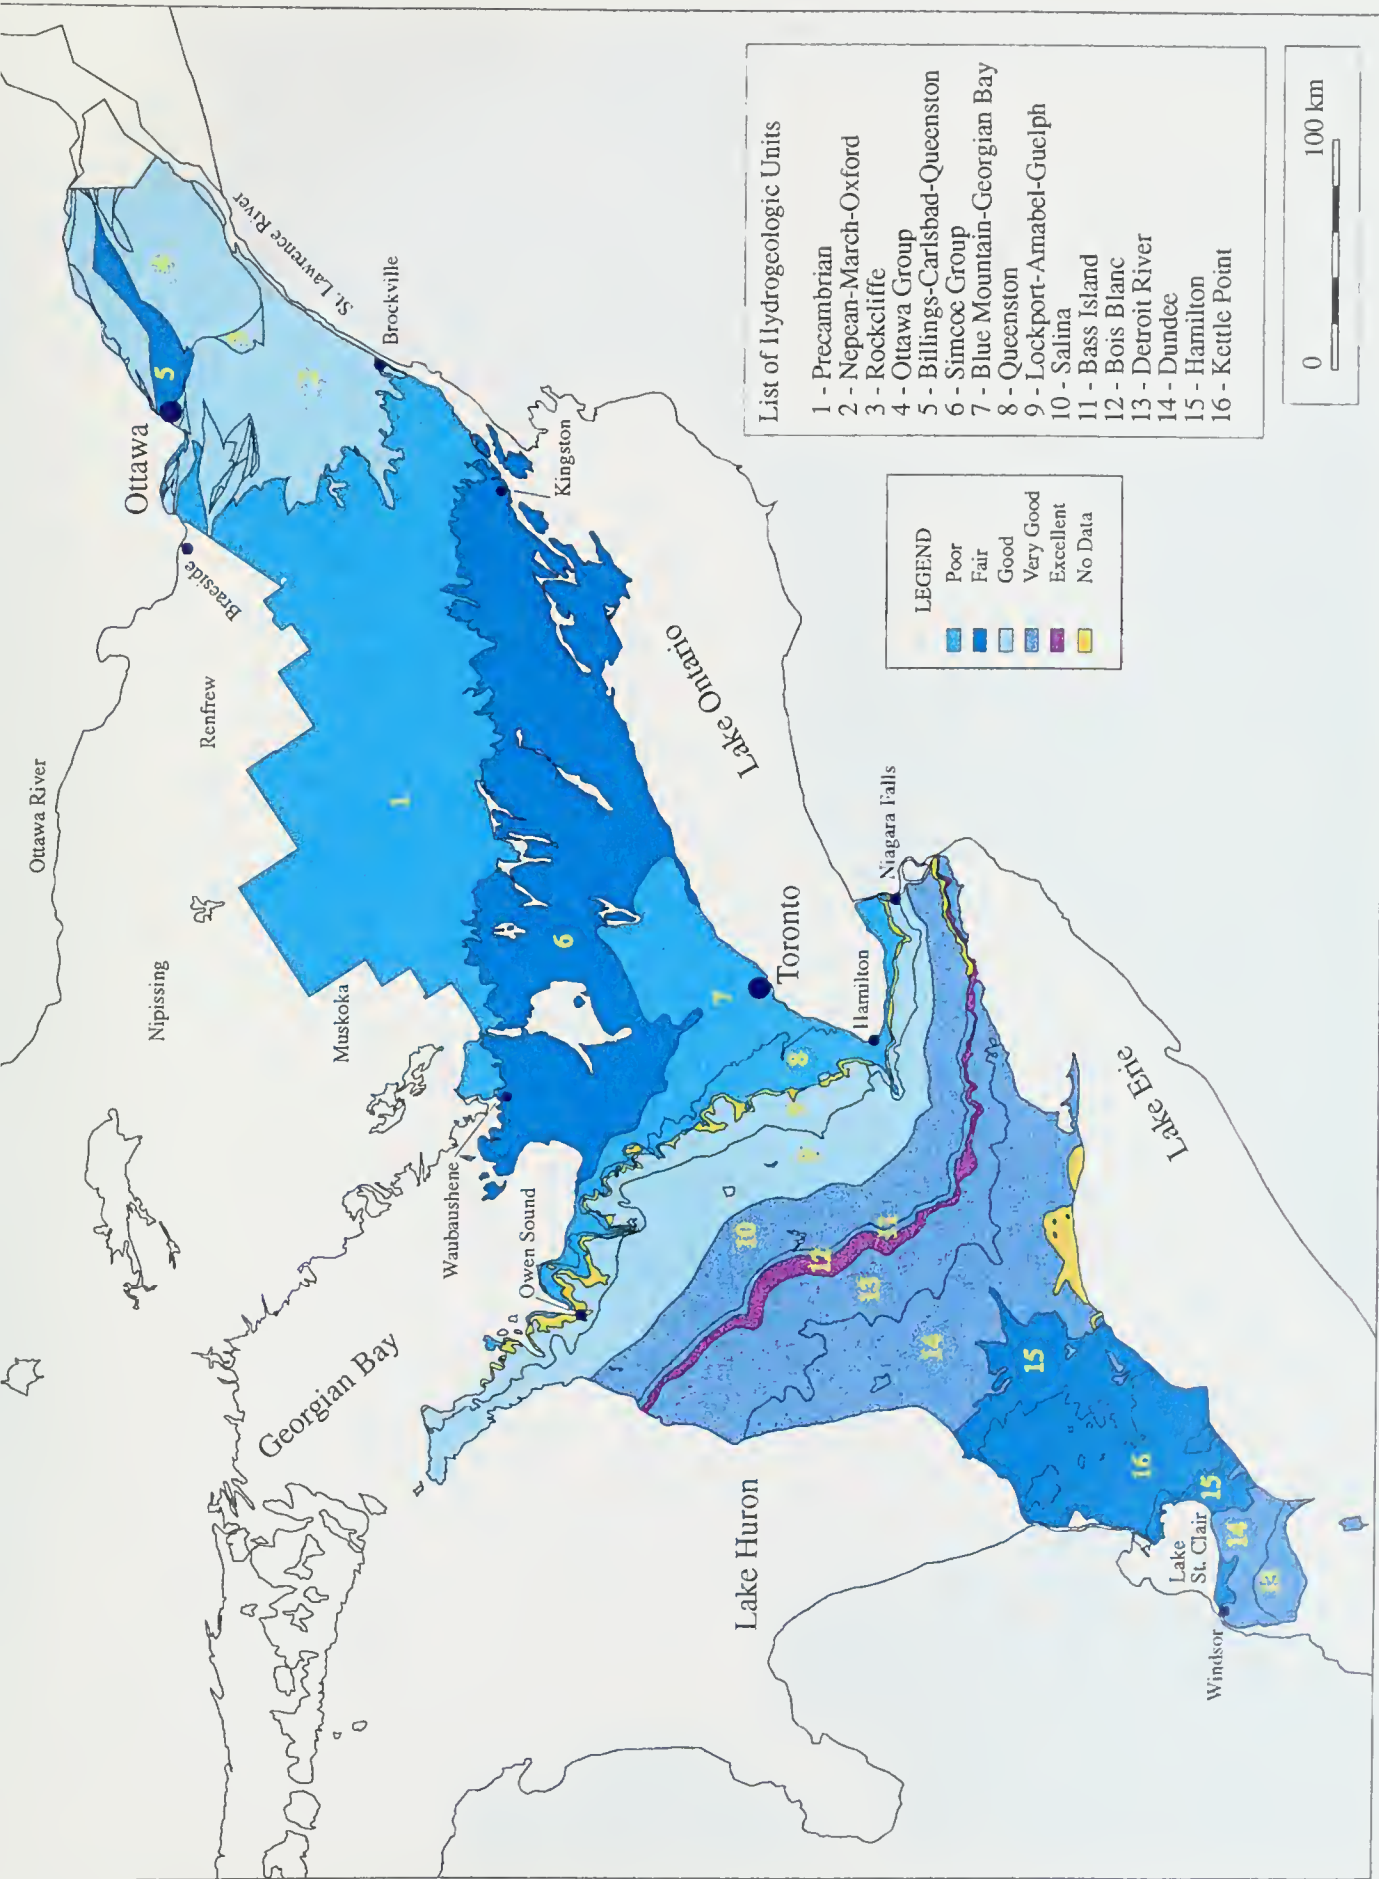 Ottawa River
Nipissing
Renfrew
Muskoka
Braeside
Ottawa
St. Lawrence River
Brockville
Kingston
Georgian Bay
Waubaushene
Owen Sound
Lake Ontario
Toronto
Hamilton
Niagara Falls
Lake Huron
Lake Erie
Lake
St. Clair
Windsor
5
1
6
7
8
10
11
12
13
14
15
16
15
14
LEGEND
Poor
Fair
Good
Very Good
Excellent
No Data
List of Hydrogeologic Units
1 - Precambrian
2 - Nepean-March-Oxford
3 - Rockcliffe
4 - Ottawa Group
5 - Billings-Carlsbad-Queenston
6 - Simcoe Group
7 - Blue Mountain-Georgian Bay
8 - Queenston
9 - Lockport-Amabel-Guelph
10 - Salina
11 - Bass Island
12 - Bois Blanc
13 - Detroit River
14 - Dundee
15 - Hamilton
16 - Kettle Point
0 100 km